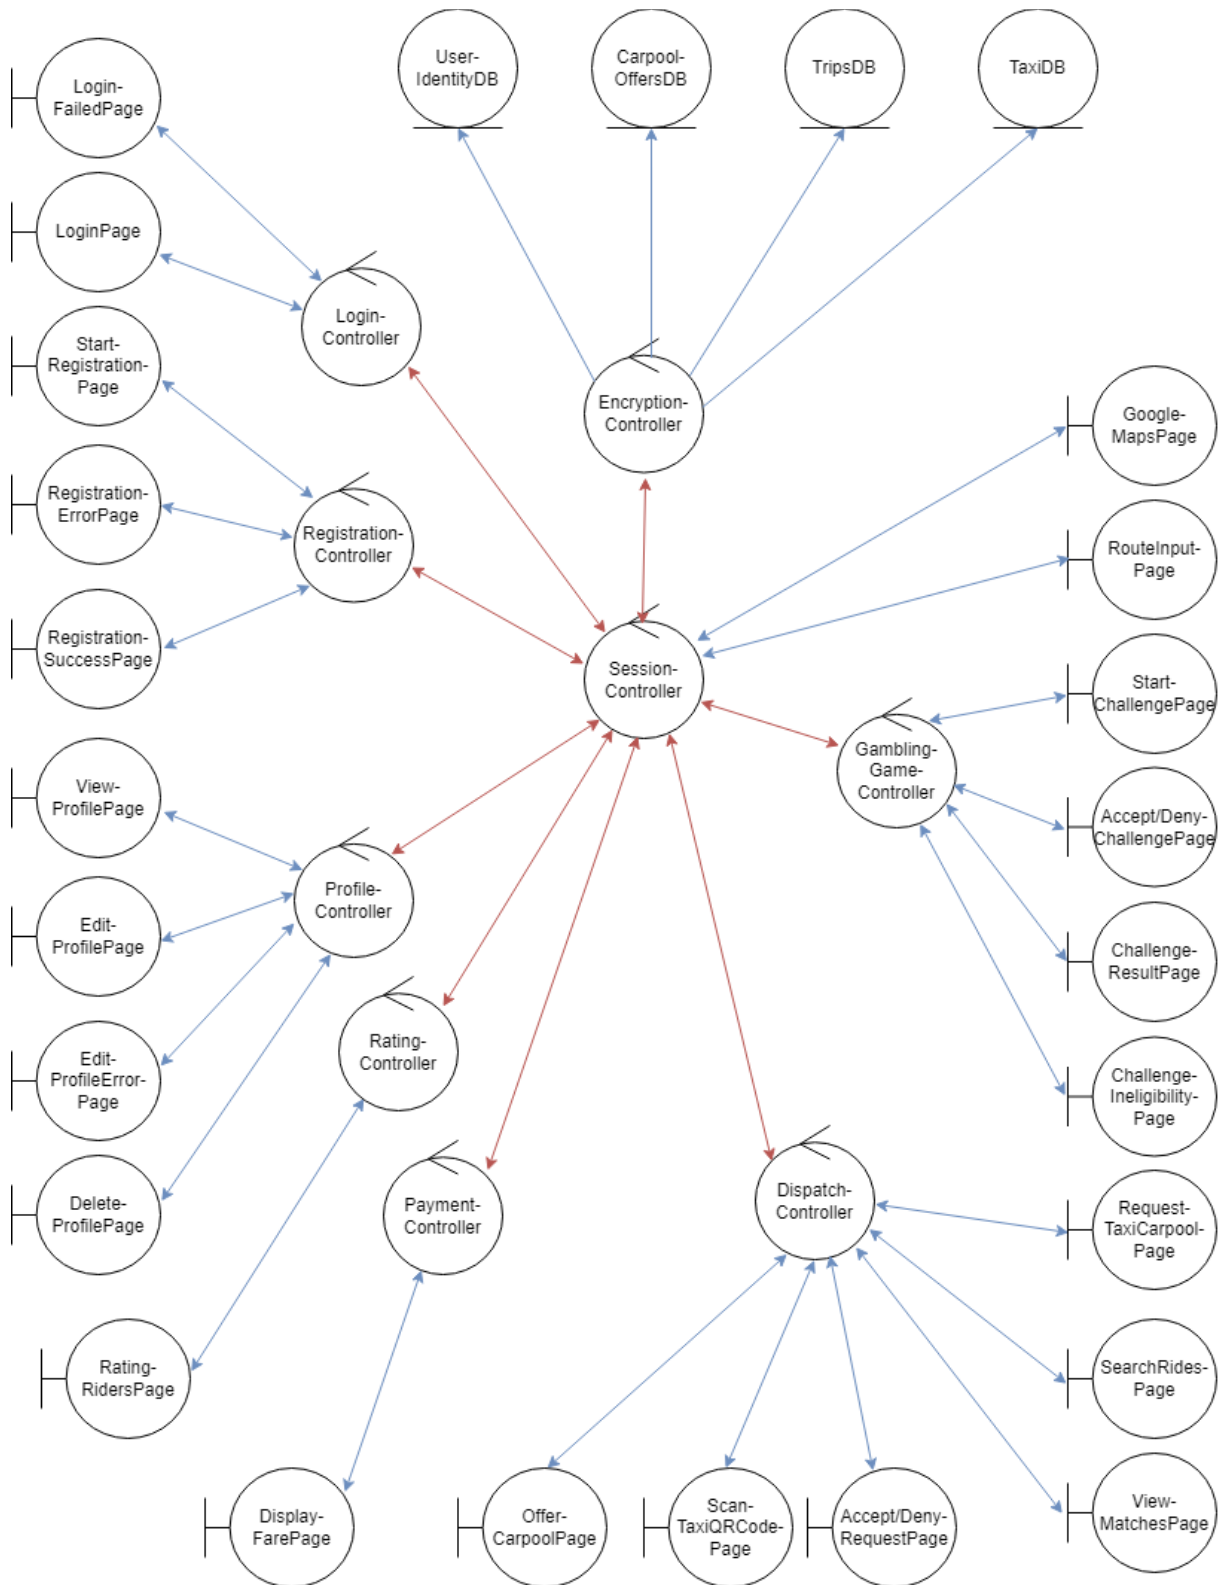 Login-
FailedPage
User-
IdentityDB
Carpool-
OffersDB
TripsDB
TaxiDB
LoginPage
Login-
Controller
Start-
Registration-
Page
Encryption-
Controller
Google-
MapsPage
Registration-
ErrorPage
Registration-
Controller
RouteInput-
Page
Registration-
SuccessPage
Session-
Controller
Start-
ChallengePage
View-
ProfilePage
Gambling-
Game-
Controller
Accept/Deny-
ChallengePage
Profile-
Controller
Edit-
ProfilePage
Challenge-
ResultPage
Rating-
Controller
Edit-
ProfileError-
Page
Challenge-
Ineligibility-
Page
Delete-
ProfilePage
Payment-
Controller
Dispatch-
Controller
Request-
TaxiCarpool-
Page
Rating-
RidersPage
SearchRides-
Page
Display-
FarePage
Offer-
CarpoolPage
Scan-
TaxiQRCode-
Page
Accept/Deny-
RequestPage
View-
MatchesPage